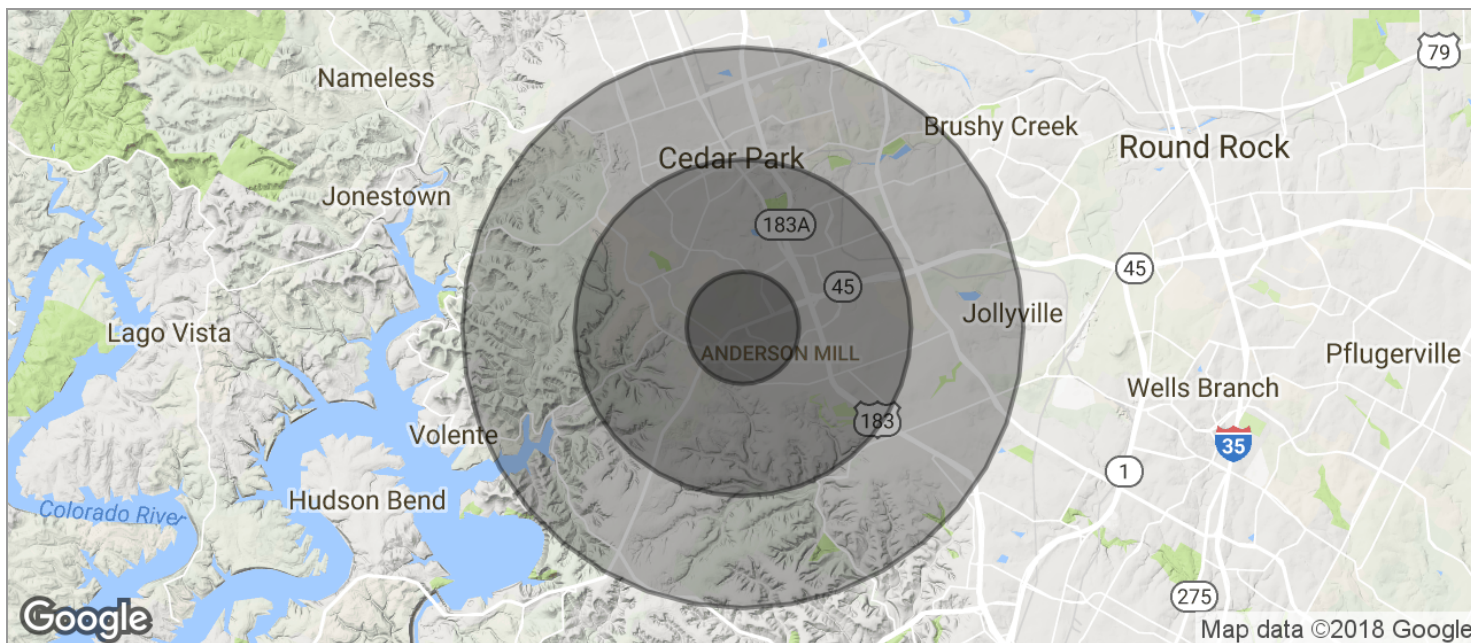 79
Nameless
Brushy Creek
Round Rock
Cedar Park
Jonestown
183A
45
45
Jollyville
Lago Vista
ANDERSON MILL
Pflugerville
Wells Branch
183
Volente
35
1
Hudson Bend
Colorado River
275
Google
Map data ©2018 Google